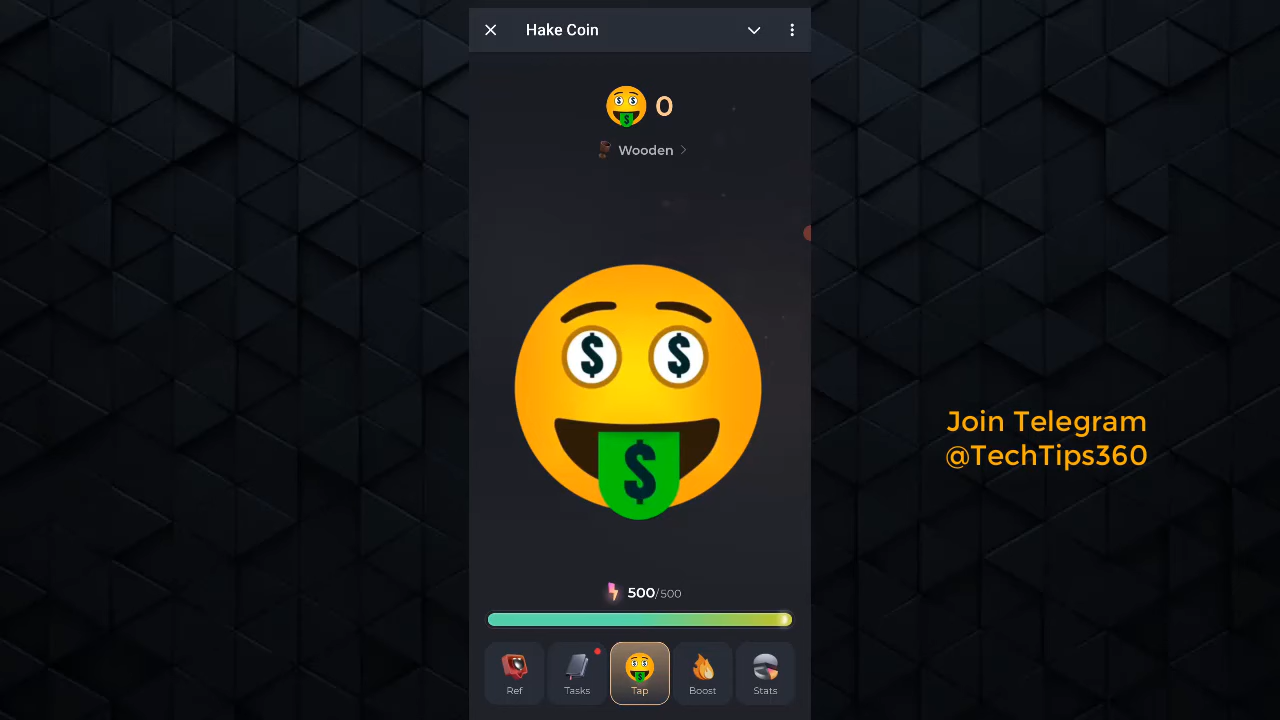 Hake Coin
0
Wooden
500/500
Ref
Tasks
Tap
Boost
Stats
Join Telegram
@TechTips360